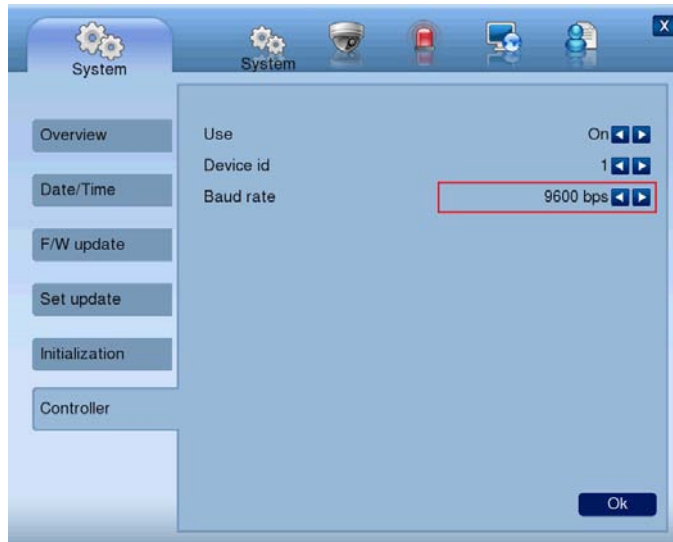 X
System
System
Overview
Use On
Device id 1
Date/Time
Baud rate 9600 bps
F/W update
Set update
Initialization
Controller
Ok